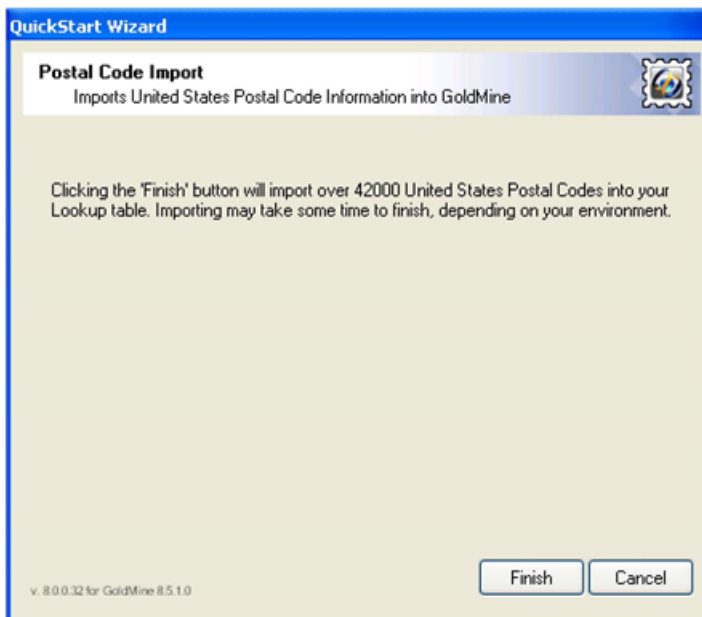 QuickStart Wizard
Postal Code Import
Imports United States Postal Code Information into GoldMine
Clicking the 'Finish' button will import over 42000 United States Postal Codes into your
Lookup table. Importing may take some time to finish, depending on your environment.
Finish
Cancel
v. 8.0.0.32 for GoldMine 8.5.1.0